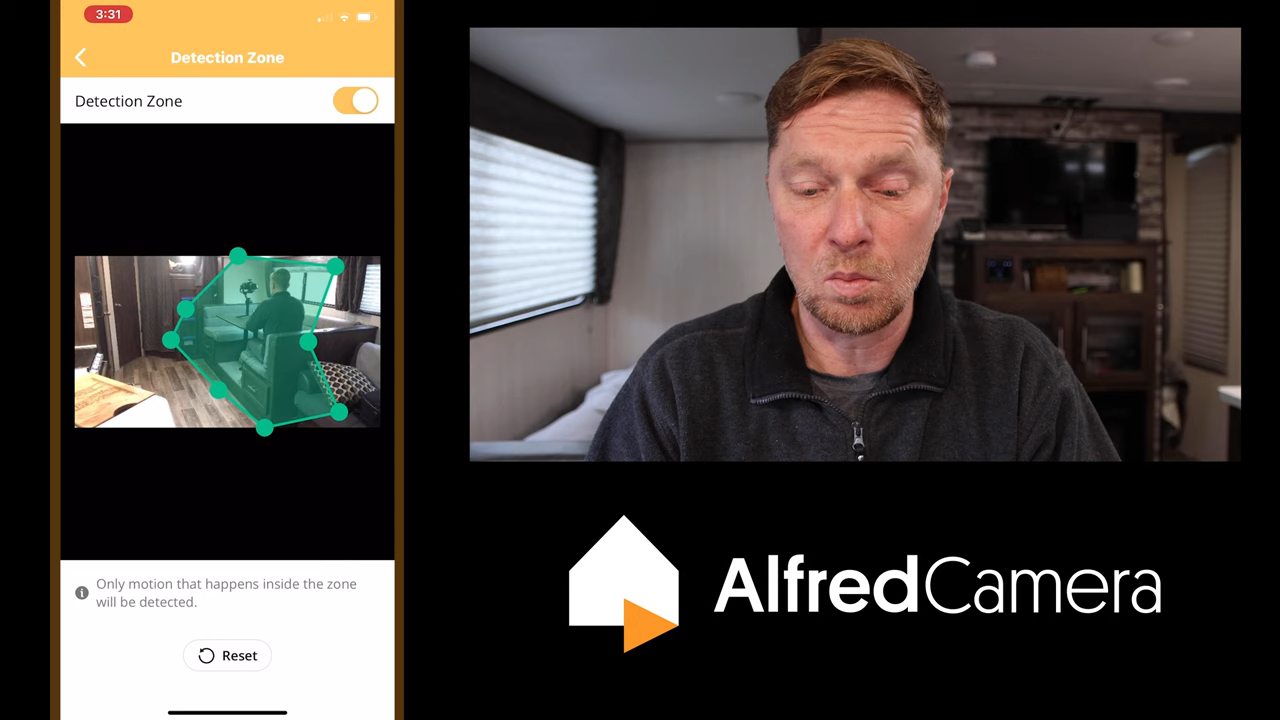 3:31
Detection Zone
Detection Zone
Only motion that happens inside the zone
will be detected.
Reset
AlfredCamera